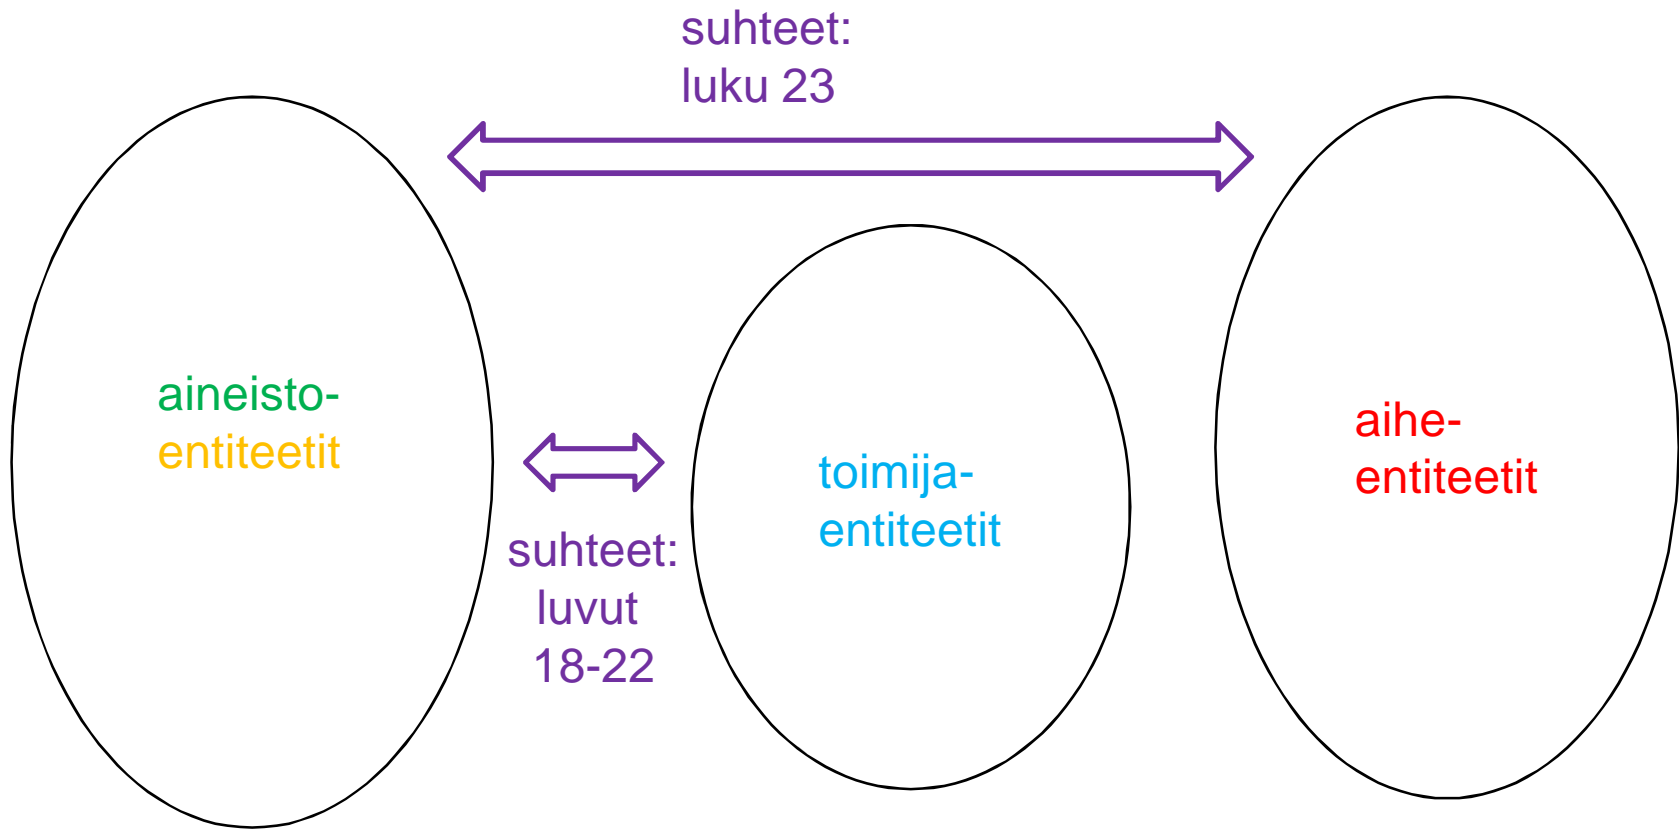 suhteet:
luku 23
aineisto-
entiteetit
suhteet:
luvut
18-22
toimija-
entiteetit
aihe-
entiteetit